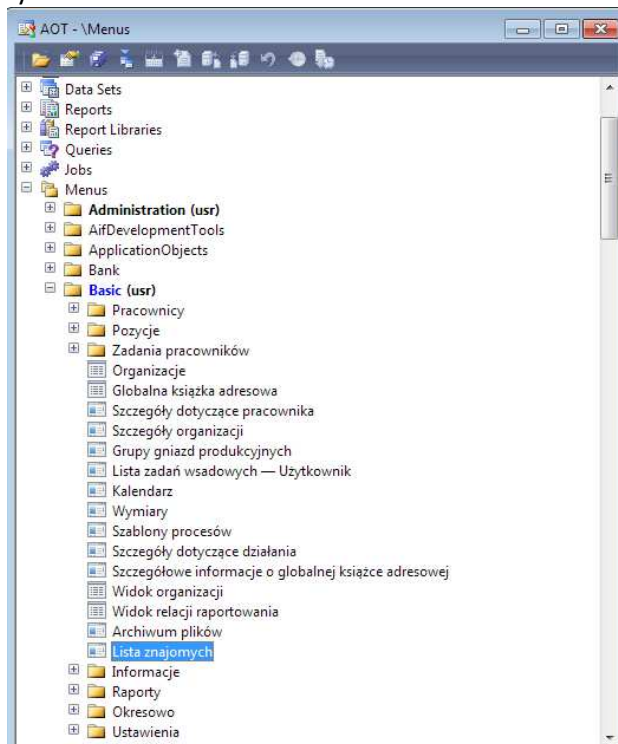 AOT - \Menus
Data Sets
Reports
Report Libraries
Queries
Jobs
Menus
Administration (usr)
AifDevelopmentTools
ApplicationObjects
Bank
Basic (usr)
Pracownicy
Pozycje
Zadania pracowników
Organizacje
Globalna książka adresowa
Szczegóły dotyczące pracownika
Szczegóły organizacji
Grupy gniazd produkcyjnych
Lista zadań wsadowych — Użytkownik
Kalendarz
Wymiary
Szablony procesów
Szczegóły dotyczące działania
Szczegółowe informacje o globalnej książce adresowej
Widok organizacji
Widok relacji raportowania
Archiwum plików
Lista znajomych
Informacje
Raporty
Okresowo
Ustawienia